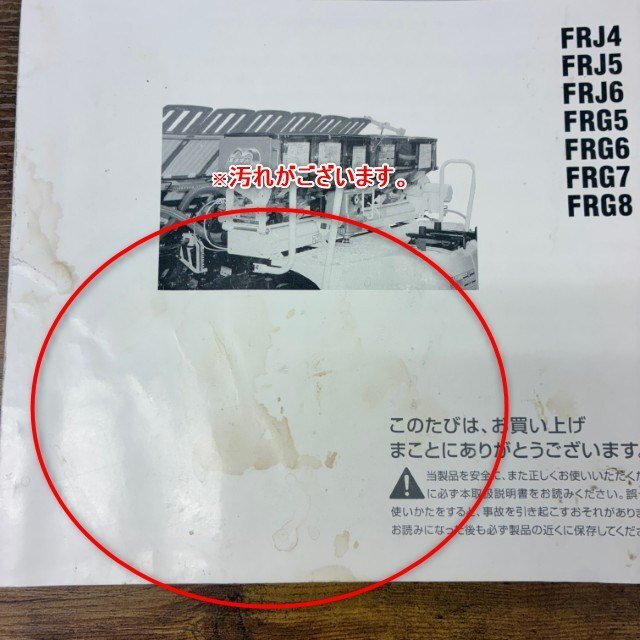 FRJ4
FRJ5
FRJ6
FRG5
FRG6
FRG7
FRG8
※汚れがございます。
このたびは、お買い上げ
まことにありがとうございます。
当製品を安全に、また正しくお使いいただくた
に必ず本取扱説明書をお読みください。誤っ
使いかたをすると、事故を引き起こすおそれがありま
お読みになった後も必ず製品の近くに保存してくださ